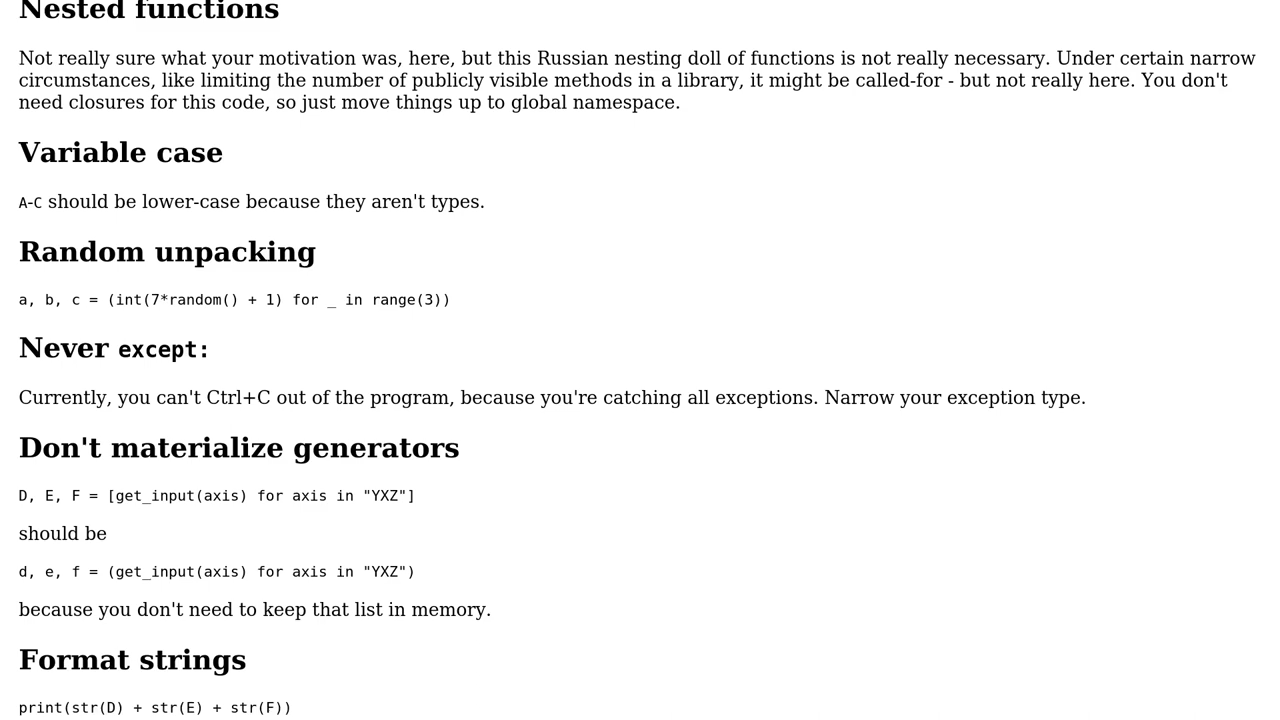 Nested functions
Not really sure what your motivation was, here, but this Russian nesting doll of functions is not really necessary. Under certain narrow
circumstances, like limiting the number of publicly visible methods in a library, it might be called-for - but not really here. You don't
need closures for this code, so just move things up to global namespace.
Variable case
A-C should be lower-case because they aren't types.
Random unpacking
a, b, c = (int(7*random() + 1) for _ in range(3))
Never except:
Currently, you can't Ctrl+C out of the program, because you're catching all exceptions. Narrow your exception type.
Don't materialize generators
D, E, F = [get_input(axis) for axis in "YXZ"]
should be
d, e, f = (get_input(axis) for axis in "YXZ")
because you don't need to keep that list in memory.
Format strings
print(str(D) + str(E) + str(F))